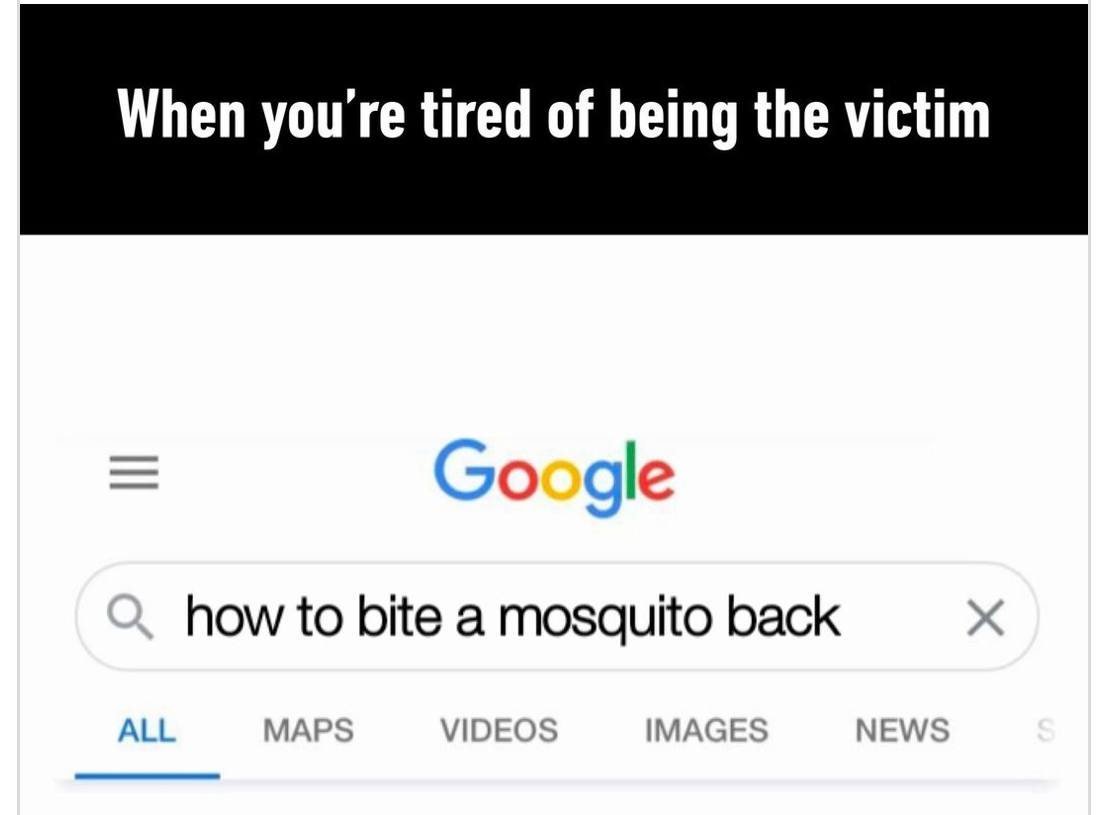 When you’re tired of being the victim
Google
how to bite a mosquito back
ALL MAPS VIDEOS IMAGES NEWS S